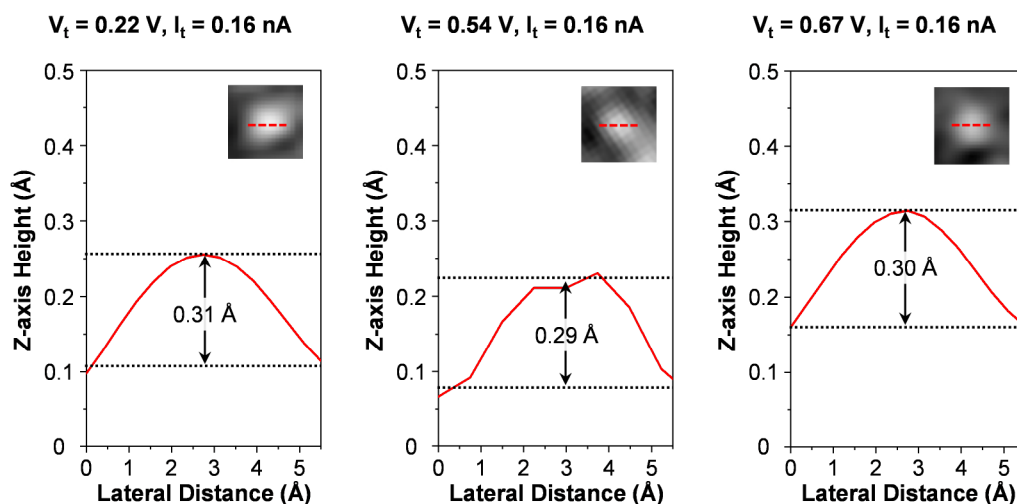 V_t = 0.22 V, I_t = 0.16 nA
Z-axis Height (Å)
0.5
0.4
0.3
0.2
0.1
0
0.31 Å
0 1 2 3 4 5
Lateral Distance (Å)
V_t = 0.54 V, I_t = 0.16 nA
Z-axis Height (Å)
0.5
0.4
0.3
0.2
0.1
0
0.29 Å
0 1 2 3 4 5
Lateral Distance (Å)
V_t = 0.67 V, I_t = 0.16 nA
Z-axis Height (Å)
0.5
0.4
0.3
0.2
0.1
0
0.30 Å
0 1 2 3 4 5
Lateral Distance (Å)